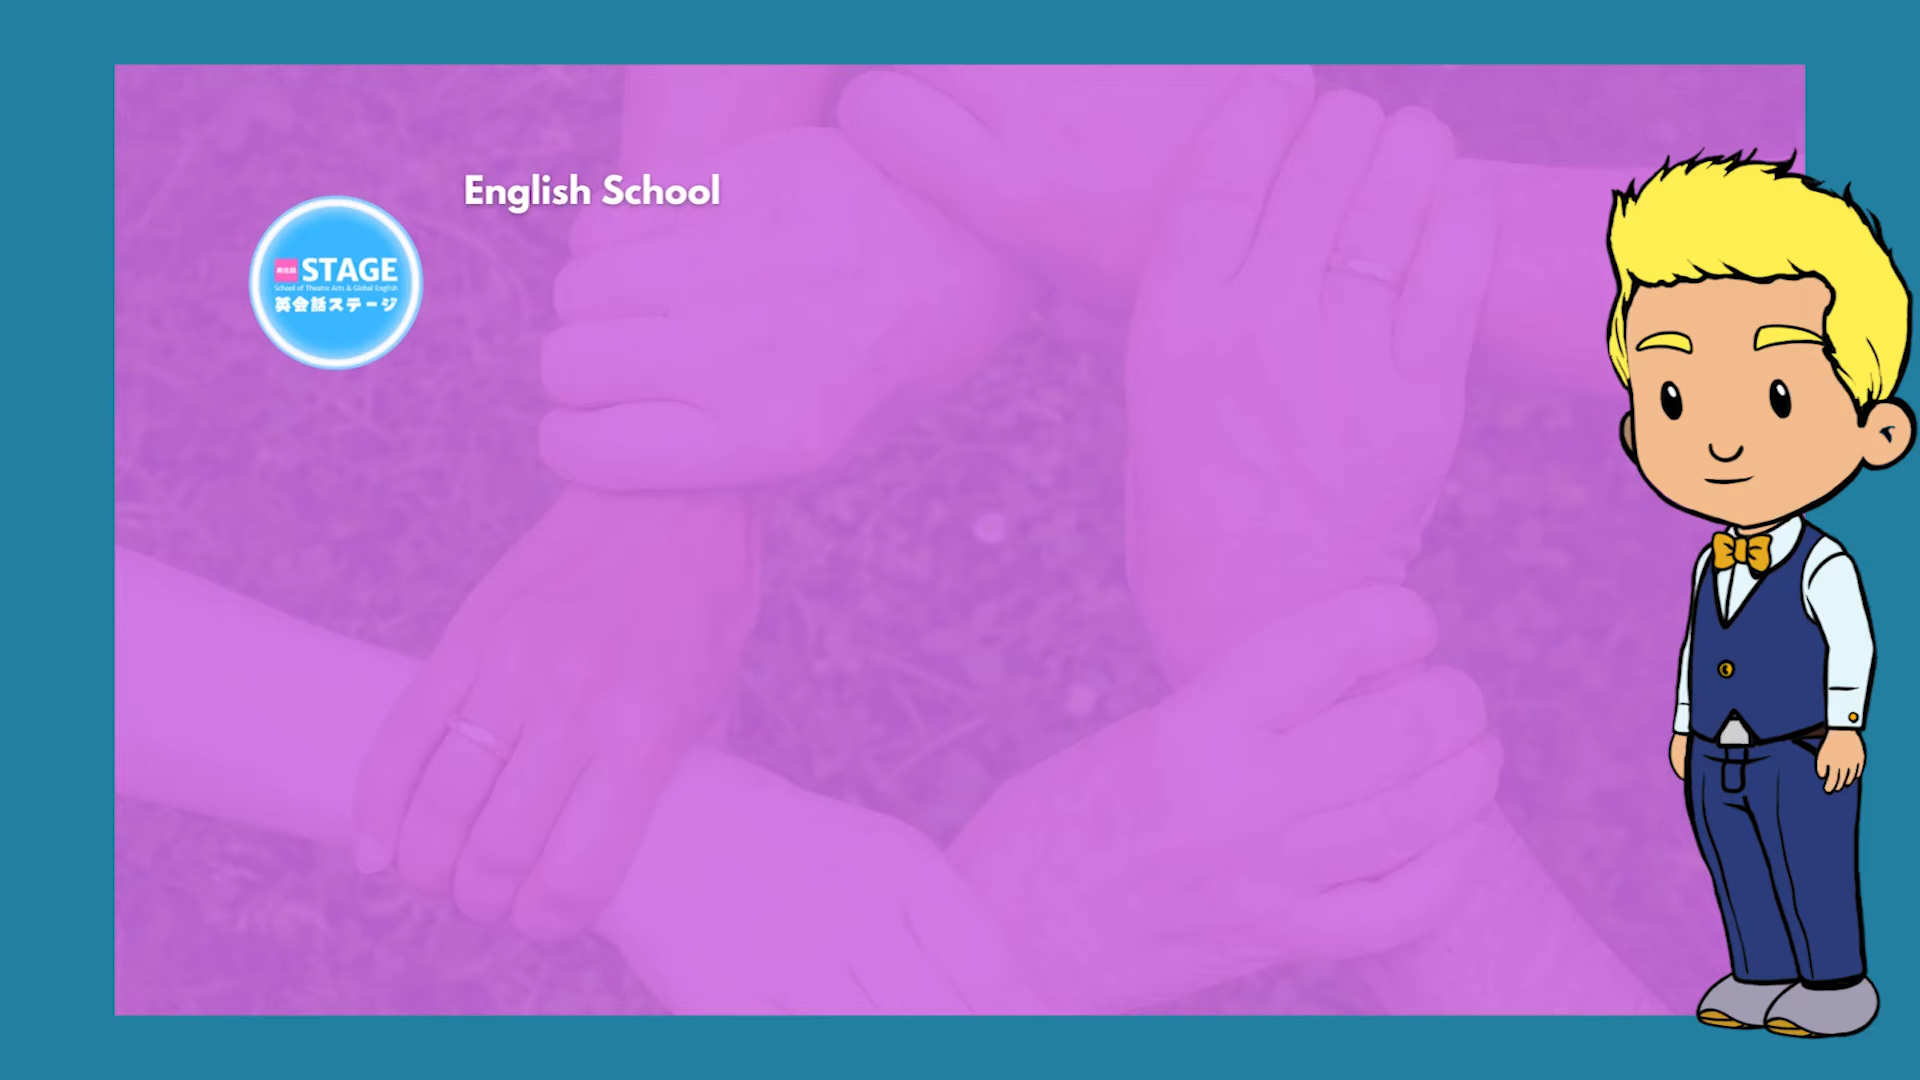 English School
STAGE
School of Theatre Arts & Global English
英会話ステージ